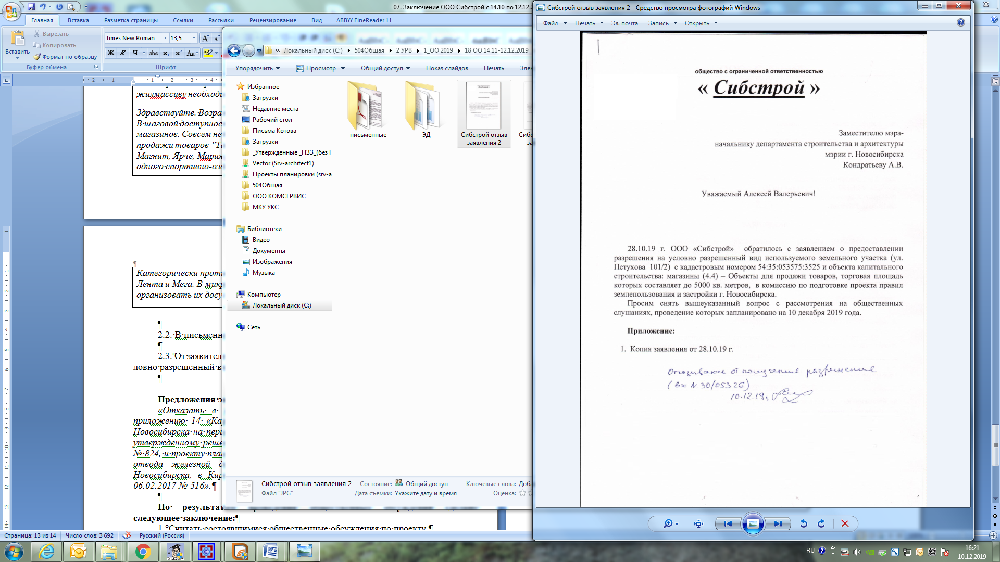 07. Заключение ООО Сибстрой с 14.10 по 12.12.2
Главная Вставка Разметка страницы Ссылки Рассылки Рецензирование Вид ABBYY FineReader 11
Вставить
Вырезать
Копировать
Формат по образцу
Буфер обмена
Times New Roman 13,5
Ж К Ч abc x₂ x² Aa
Шрифт
жилмассиву необходи
Здравствуйте. Возра
В шаговой доступнос
магазинов. Совсем не
продажи товаров "Та
Магнит, Ярче, Мария
одного спортивно-озд
Категорически проти
Лента и Мега. В микр
организовать их досу
2.2. В письменн
2.3. От заявител
ловно разрешенный в
Предложения э
«Отказать в
приложению 14 «Ка
Новосибирска на пери
утвержденному реше
№ 824, и проекту пла
отвода железной д
Новосибирска, в Кир
06.02.2017 № 516».
По результат
следующее заключение:
1. Считать состоявшимися общественные обсуждения по проекту
Страница: 13 из 14 Число слов: 3 692 Русский (Россия)
« Локальный диск (C:) 504Общая 2 УРВ 1_ОО 2019 18 ОО 14.11-12.12.2019
Упорядочить Просмотр Общий доступ Показ слайдов Печать Элек
Избранное
Загрузки
Недавние места
Рабочий стол
Письма Котова
Загрузки
_Утвержденные _ПЗЗ_(без Г
Vector (Srv-architect1)
Проекты планировки (srv-a
504Общая
ООО КОМСЕРВИС
МКУ УКС
Библиотеки
Видео
Документы
Изображения
Музыка
Компьютер
Локальный диск (C:)
Сеть
письменные
ЭД
Сибстрой отзыв
заявления 2
Сибстрой отзыв заявления 2 Состояние: Общий доступ Ключевые слова: Доба
Файл "JPG" Дата съемки: Укажите дату и время Оценка:
Сибстрой отзыв заявления 2 - Средство просмотра фотографий Windows
Файл Печать Эл. почта Запись Открыть
общество с ограниченной ответственностью
« Сибстрой »
Заместителю мэра-
начальнику департамента строительства и архитектуры
мэрии г. Новосибирска
Кондратьеву А.В.
Уважаемый Алексей Валерьевич!
28.10.19 г. ООО «Сибстрой» обратилось с заявлением о предоставлении
разрешения на условно разрешенный вид используемого земельного участка (ул.
Петухова 101/2) с кадастровым номером 54:35:053575:3525 и объекта капитального
строительства: магазины (4.4) – Объекты для продажи товаров, торговая площадь
которых составляет до 5000 кв. метров, в комиссию по подготовке проекта правил
землепользования и застройки г. Новосибирска.
Просим снять вышеуказанный вопрос с рассмотрения на общественных
слушаниях, проведение которых запланировано на 10 декабря 2019 года.
Приложение:
1. Копия заявления от 28.10.19 г.
Отказываюсь от получения разрешения
(вх N 30/05326)
10.12.19г.
RU
16:21
10.12.2019